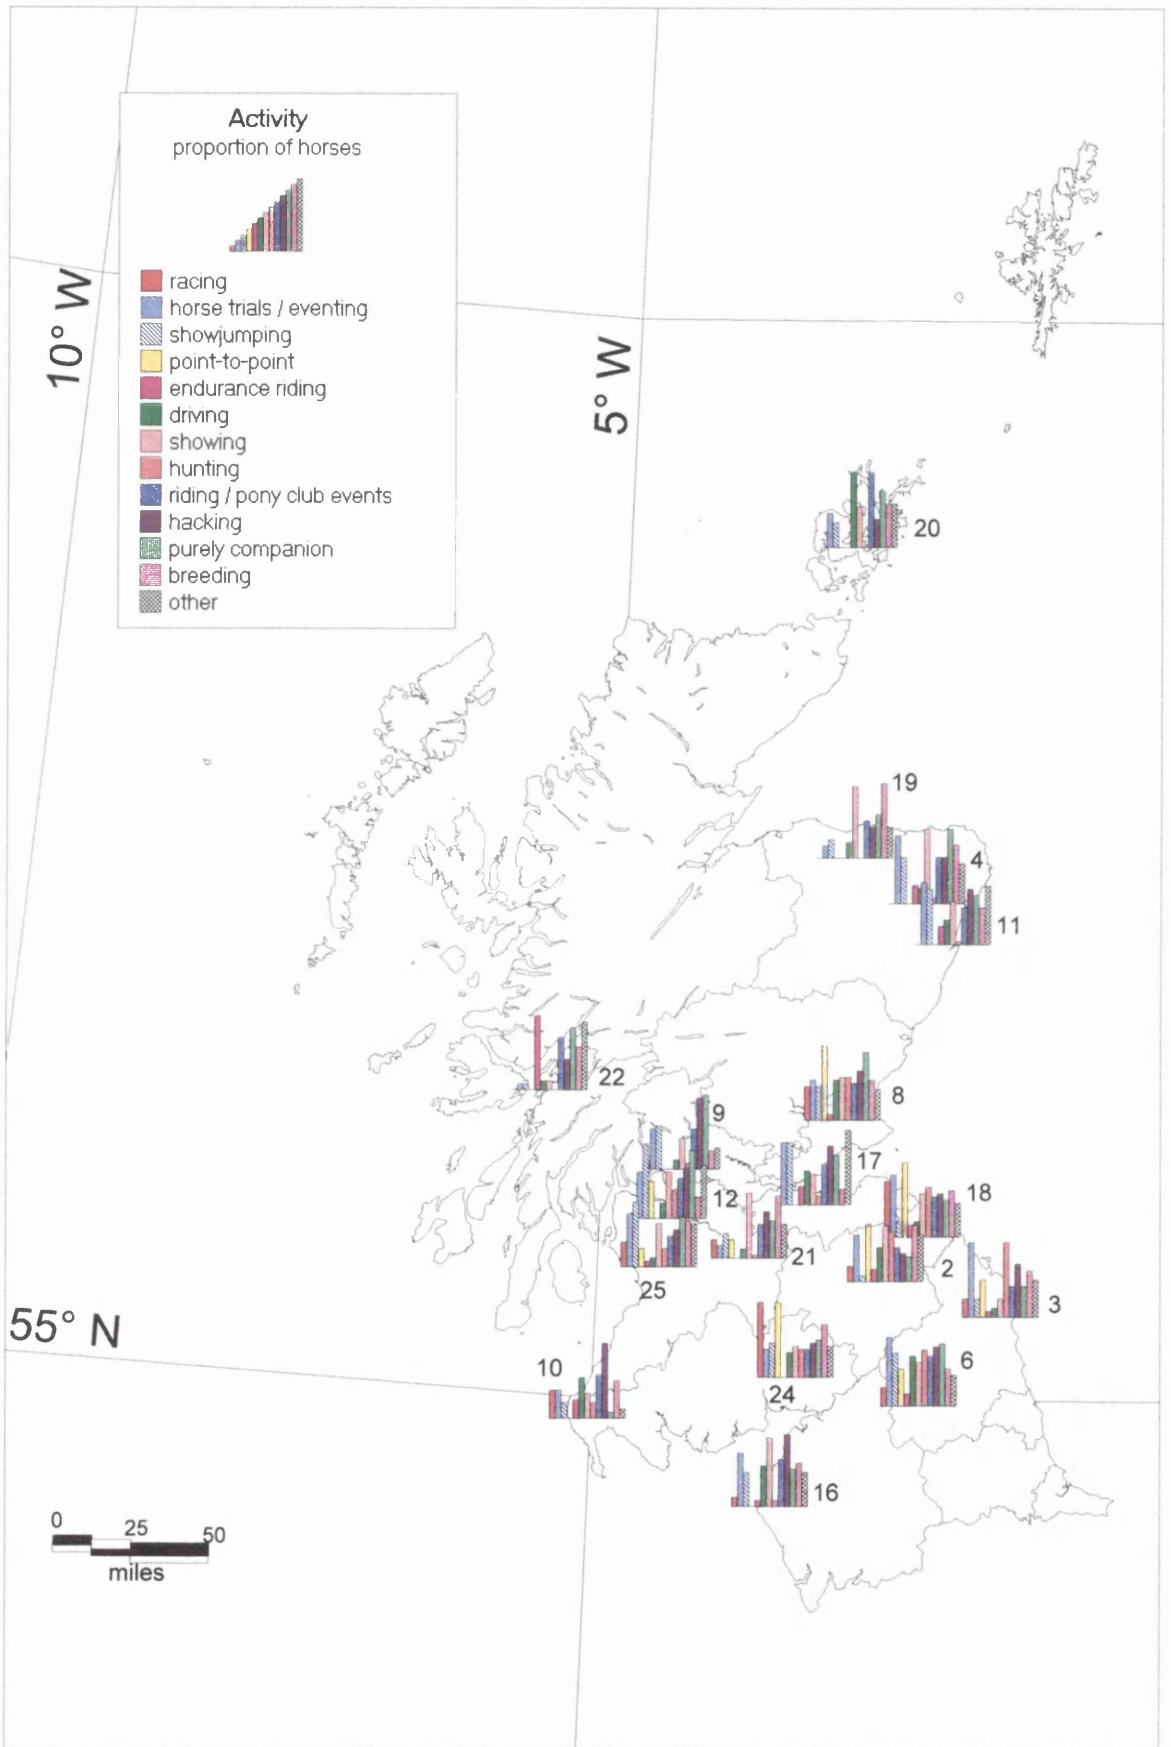 Activity
proportion of horses
racing
horse trials / eventing
showjumping
point-to-point
endurance riding
driving
showing
hunting
riding / pony club events
hacking
purely companion
breeding
other
10° W
5° W
20
19
4
11
22
8
9
17
12
18
21
2
25
3
55° N
10
6
24
16
0 25 50
miles